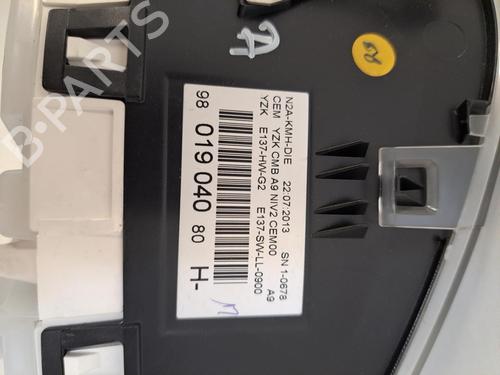 N2A-KMH-DIE 22.07.2013 SN 1-0678
CEM YZK CMB A9 NIV2 CEM00 A9
YZK E137-HW-G2 E137-SW-LL-0900
98 019 040 80 H-
A
B-PARTS